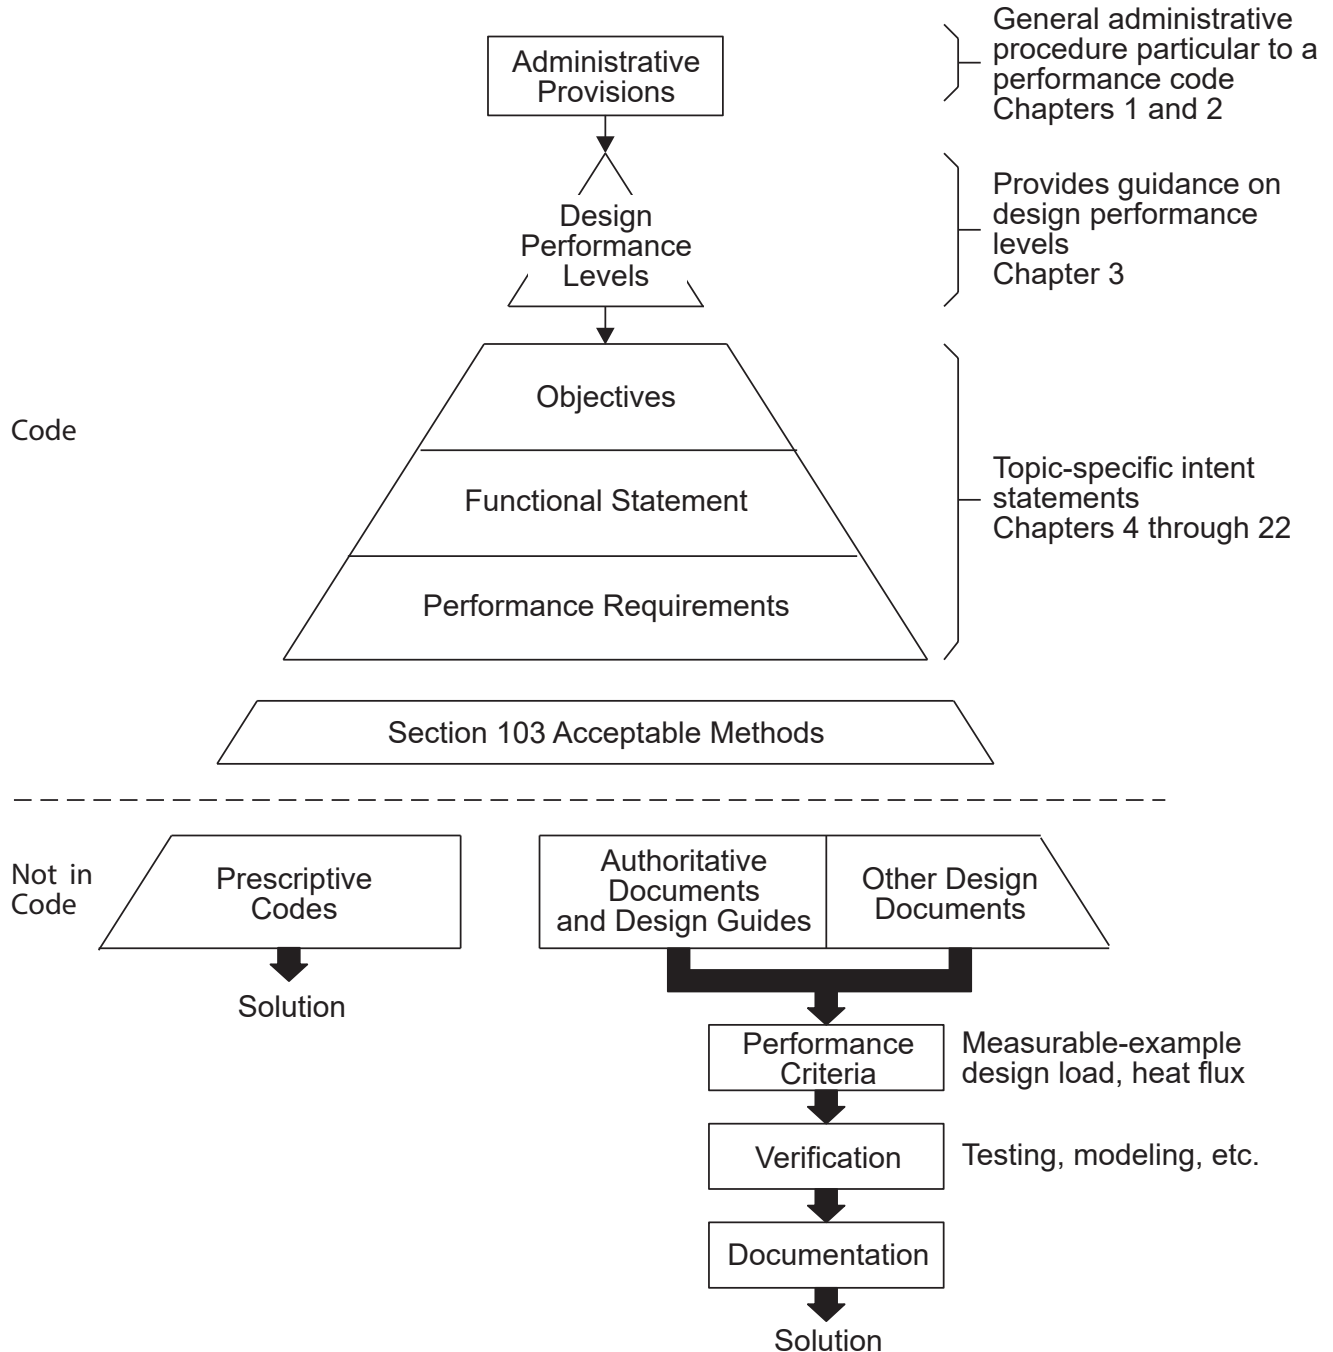 Administrative
Provisions
General administrative
procedure particular to a
performance code
Chapters 1 and 2
Design
Performance
Levels
Provides guidance on
design performance
levels
Chapter 3
Code
Objectives
Functional Statement
Performance Requirements
Topic-specific intent
statements
Chapters 4 through 22
Section 103 Acceptable Methods
Not in
Code
Prescriptive
Codes
Solution
Authoritative
Documents
and Design Guides
Other Design
Documents
Performance
Criteria
Measurable-example
design load, heat flux
Verification
Testing, modeling, etc.
Documentation
Solution